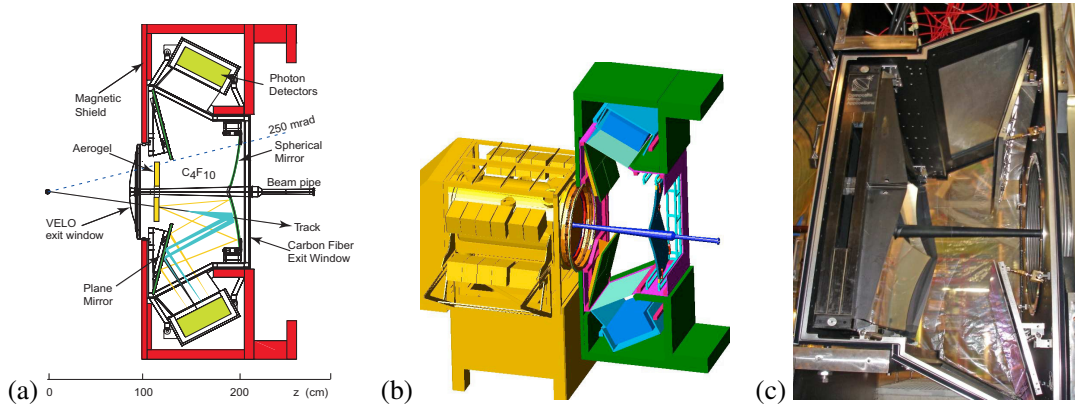 Photon
Detectors
Magnetic
Shield
250 mrad
Aerogel
Spherical
Mirror
C4F10
Beam pipe
VELO
exit window
Track
Carbon Fiber
Exit Window
Plane
Mirror
0 100 200 z (cm)
(a)
(b)
(c)